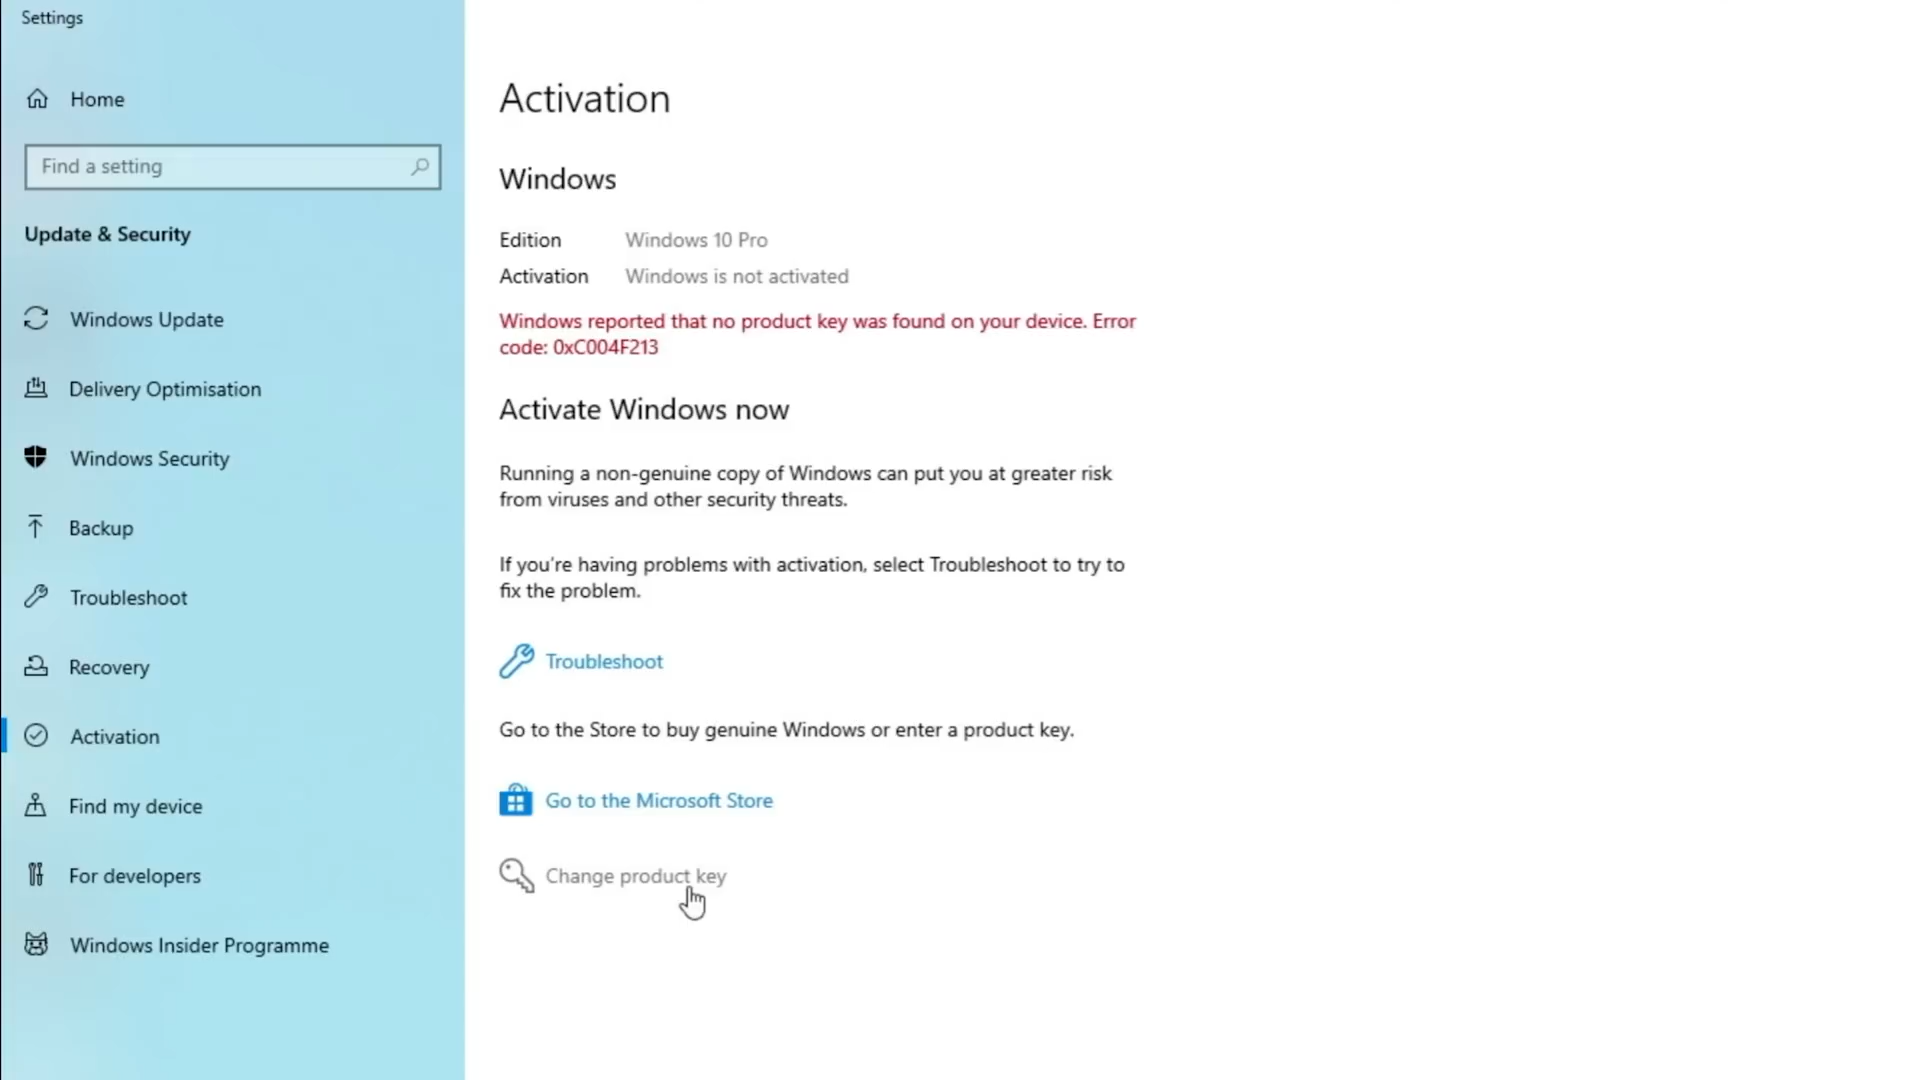 Settings
Home
Find a setting
Update & Security
Windows Update
Delivery Optimisation
Windows Security
Backup
Troubleshoot
Recovery
Activation
Find my device
For developers
Windows Insider Programme
Activation
Windows
Edition Windows 10 Pro
Activation Windows is not activated
Windows reported that no product key was found on your device. Error
code: 0xC004F213
Activate Windows now
Running a non-genuine copy of Windows can put you at greater risk
from viruses and other security threats.
If you're having problems with activation, select Troubleshoot to try to
fix the problem.
Troubleshoot
Go to the Store to buy genuine Windows or enter a product key.
Go to the Microsoft Store
Change product key